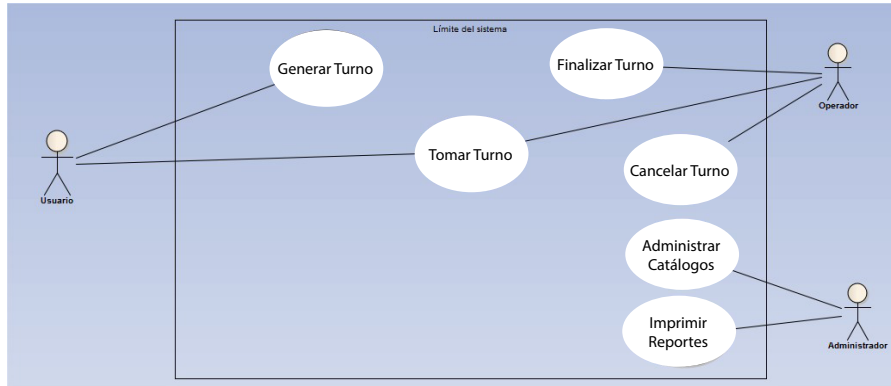 Límite del sistema
Generar Turno
Finalizar Turno
Operador
Tomar Turno
Usuario
Cancelar Turno
Administrar
Catálogos
Imprimir
Reportes
Administrador